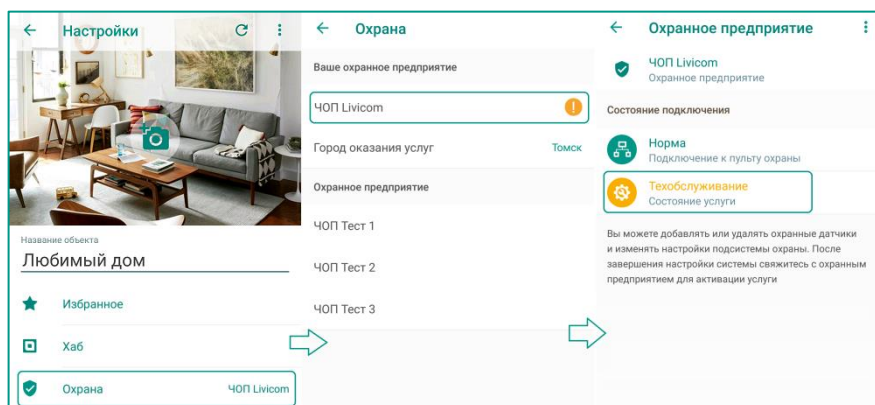 Настройки
Название объекта
Любимый дом
Избранное
Хаб
Охрана ЧОП Livicom
Охрана
Ваше охранное предприятие
ЧОП Livicom
Город оказания услуг Томск
Охранное предприятие
ЧОП Тест 1
ЧОП Тест 2
ЧОП Тест 3
Охранное предприятие
ЧОП Livicom
Охранное предприятие
Состояние подключения
Норма
Подключение к пульту охраны
Техобслуживание
Состояние услуги
Вы можете добавлять или удалять охранные датчики
и изменять настройки подсистемы охраны. После
завершения настройки системы свяжитесь с охранным
предприятием для активации услуги